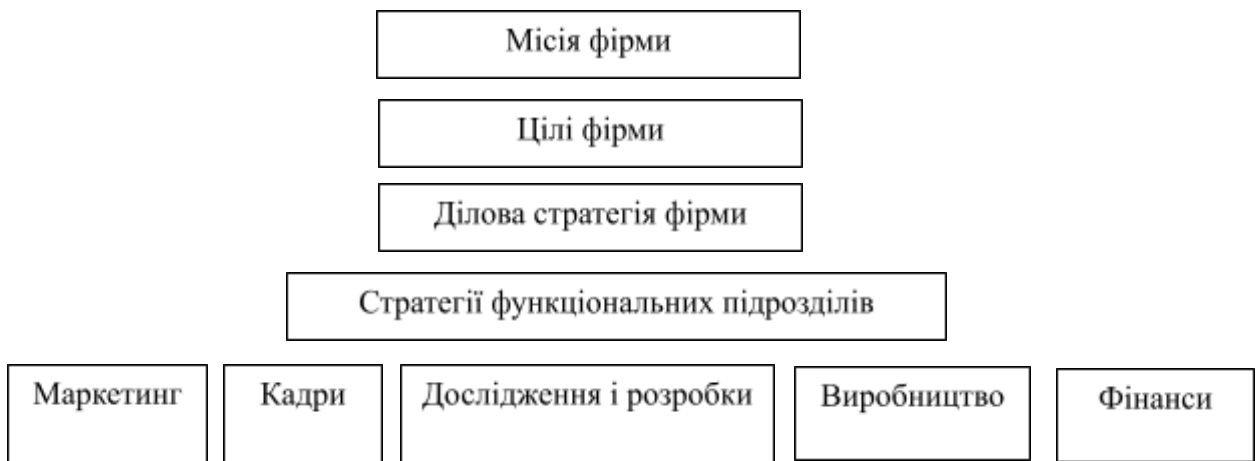 Місія фірми
Цілі фірми
Ділова стратегія фірми
Стратегії функціональних підрозділів
Маркетинг
Кадри
Дослідження і розробки
Виробництво
Фінанси